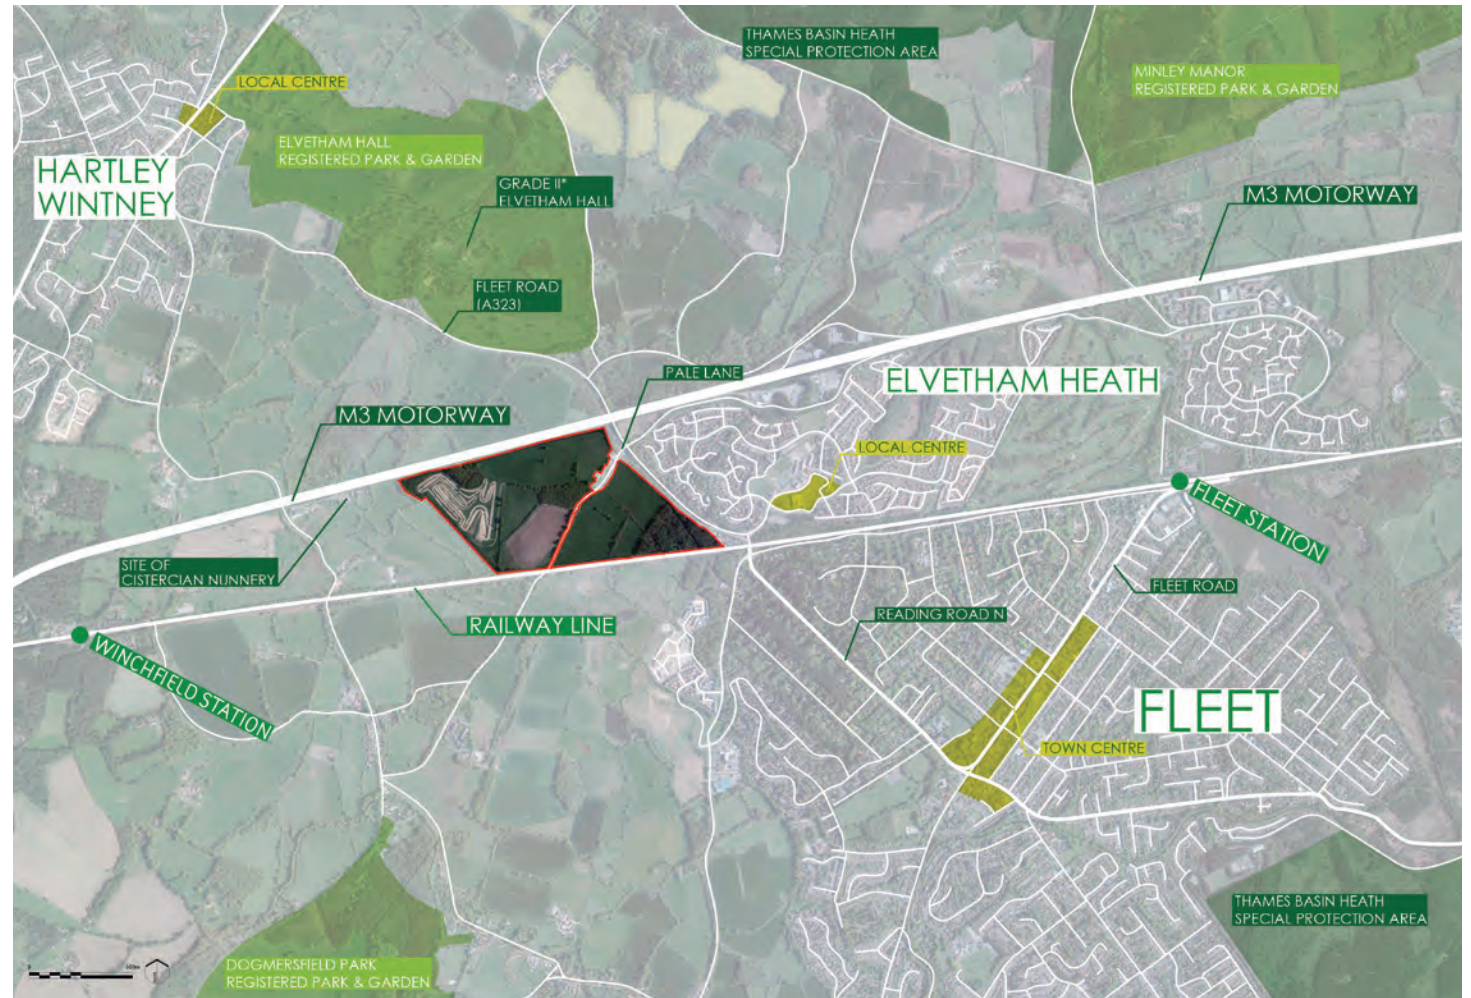 THAMES BASIN HEATH
SPECIAL PROTECTION AREA
MINLEY MANOR
REGISTERED PARK & GARDEN
LOCAL CENTRE
ELVETHAM HALL
REGISTERED PARK & GARDEN
HARTLEY
WINTNEY
GRADE II*
ELVETHAM HALL
M3 MOTORWAY
FLEET ROAD
(A323)
PALE LANE
ELVETHAM HEATH
M3 MOTORWAY
LOCAL CENTRE
FLEET STATION
SITE OF
CISTERCIAN NUNNERY
FLEET ROAD
READING ROAD N
RAILWAY LINE
WINCHFIELD STATION
FLEET
TOWN CENTRE
THAMES BASIN HEATH
SPECIAL PROTECTION AREA
DOGMERSFIELD PARK
REGISTERED PARK & GARDEN
0
500m